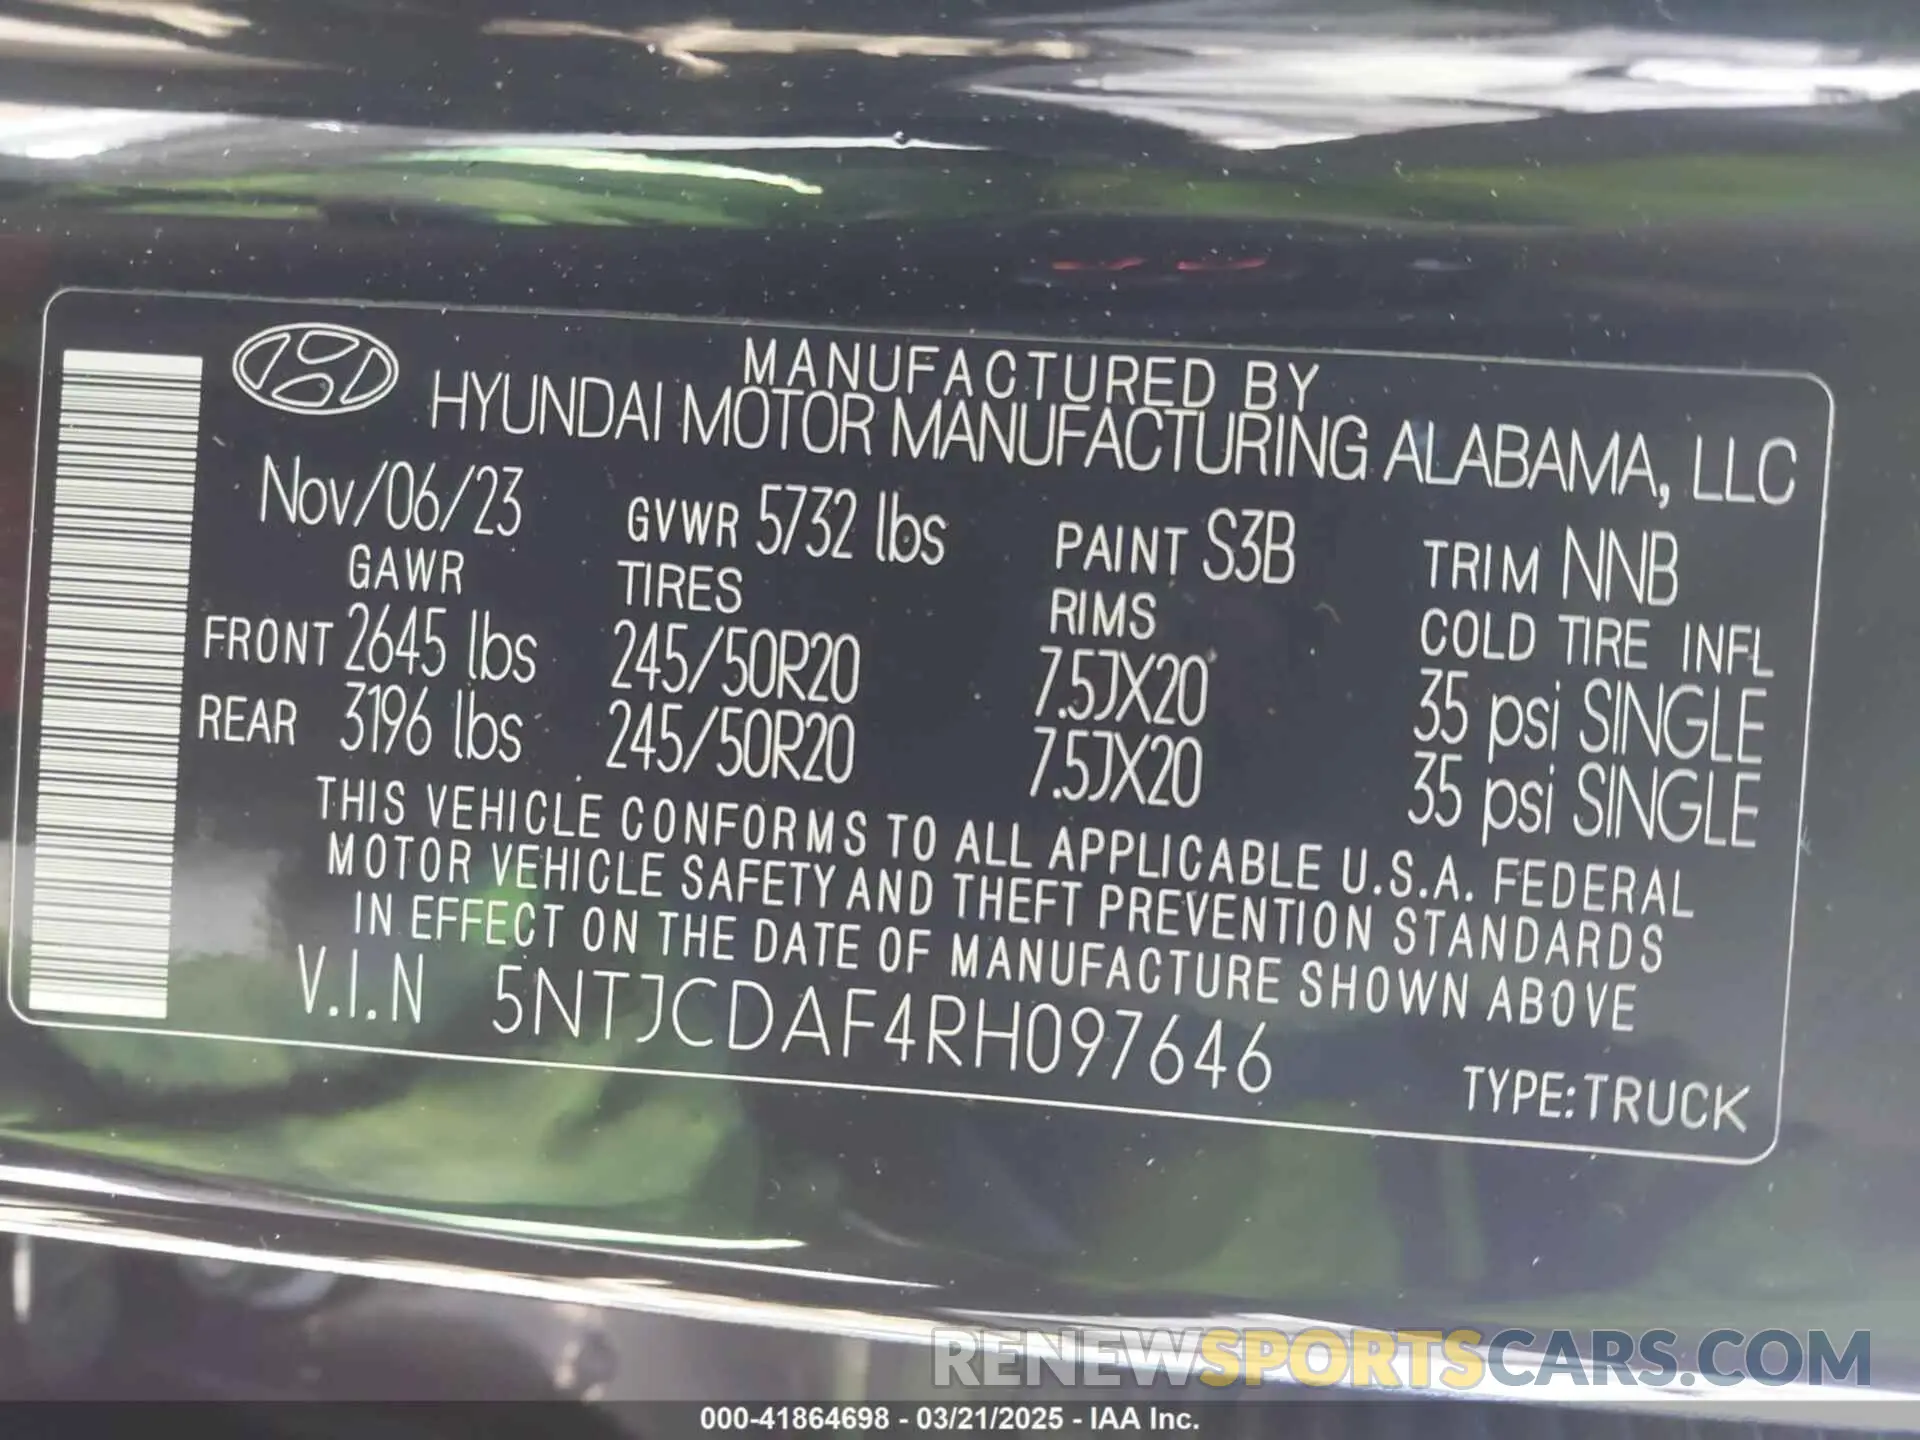 MANUFACTURED BY
HYUNDAI MOTOR MANUFACTURING ALABAMA, LLC
Nov/06/23 GVWR 5732 lbs PAINT S3B TRIM NNB
GAWR TIRES RIMS COLD TIRE INFL
FRONT 2645 lbs 245/50R20 7.5JX20 35 psi SINGLE
REAR 3196 lbs 245/50R20 7.5JX20 35 psi SINGLE
THIS VEHICLE CONFORMS TO ALL APPLICABLE U.S.A. FEDERAL
MOTOR VEHICLE SAFETY AND THEFT PREVENTION STANDARDS
IN EFFECT ON THE DATE OF MANUFACTURE SHOWN ABOVE
V.I.N 5NTJCDAF4RH097646
TYPE:TRUCK
RENEWSPORTSCARS.COM
000-41864698 - 03/21/2025 - IAA Inc.